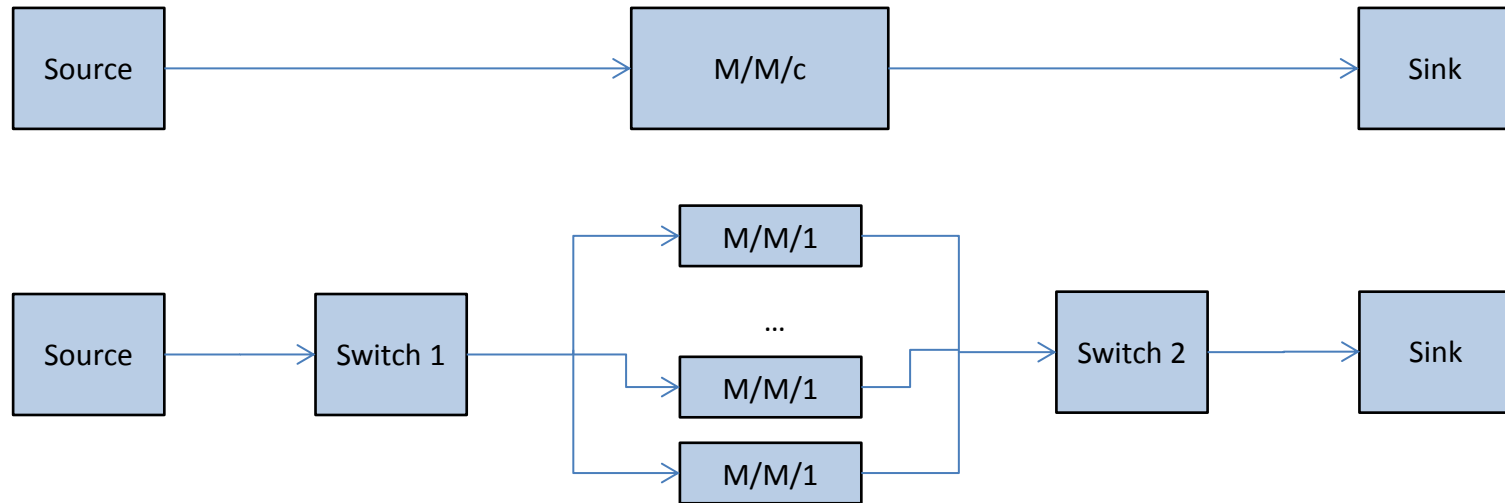 Source
M/M/c
Sink
M/M/1
...
Source
Switch 1
M/M/1
Switch 2
Sink
M/M/1